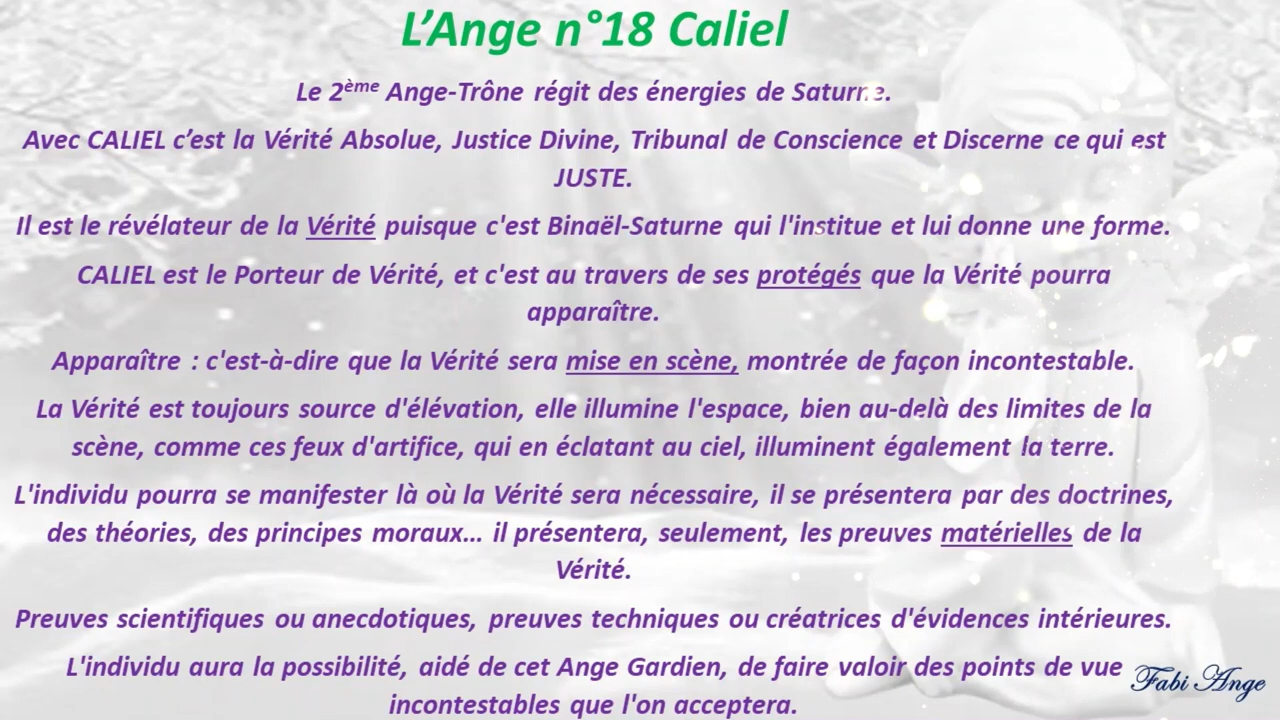 L'Ange n°18 Caliel
Le 2ème Ange-Trône régit des énergies de Saturne.
Avec CALIEL c'est la Vérité Absolue, Justice Divine, Tribunal de Conscience et Discerne ce qui est
JUSTE.
Il est le révélateur de la Vérité puisque c'est Binaël-Saturne qui l'institue et lui donne une forme.
CALIEL est le Porteur de Vérité, et c'est au travers de ses protégés que la Vérité pourra
apparaître.
Apparaître : c'est-à-dire que la Vérité sera mise en scène, montrée de façon incontestable.
La Vérité est toujours source d'élévation, elle illumine l'espace, bien au-delà des limites de la
scène, comme ces feux d'artifice, qui en éclatant au ciel, illuminent également la terre.
L'individu pourra se manifester là où la Vérité sera nécessaire, il se présentera par des doctrines,
des théories, des principes moraux... il présentera, seulement, les preuves matérielles de la
Vérité.
Preuves scientifiques ou anecdotiques, preuves techniques ou créatrices d'évidences intérieures.
L'individu aura la possibilité, aidé de cet Ange Gardien, de faire valoir des points de vue
incontestables que l'on acceptera.
Fabi Ange